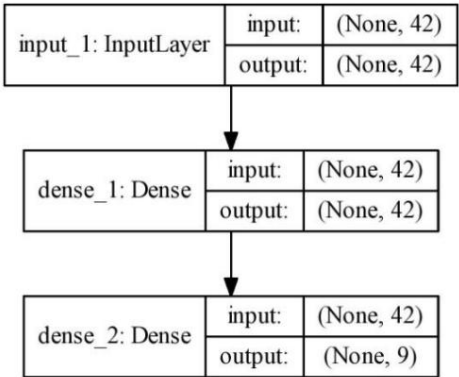 input_1: InputLayer
input: (None, 42)
output: (None, 42)
dense_1: Dense
input: (None, 42)
output: (None, 42)
dense_2: Dense
input: (None, 42)
output: (None, 9)